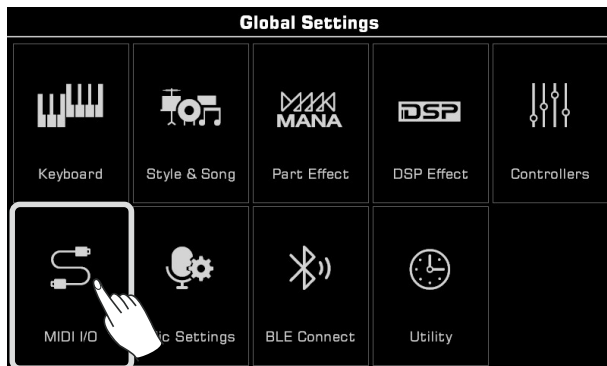 Global Settings
MANA
DSP
Keyboard
Style & Song
Part Effect
DSP Effect
Controllers
MIDI I/O
ic Settings
BLE Connect
Utility